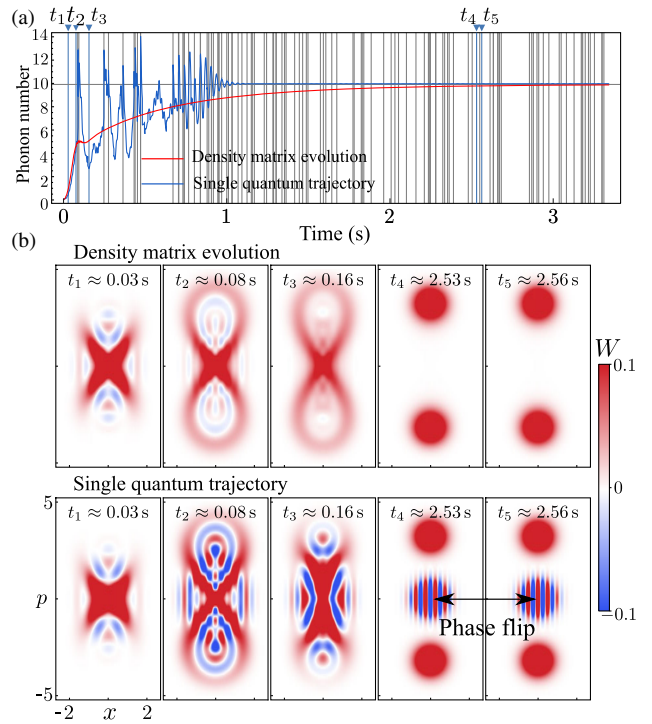 (a)
t₁ t₂ t₃ t₄ t₅
14
12
10
8
6
4
2
0
Phonon number
Density matrix evolution
Single quantum trajectory
0 1 2 3
Time (s)
(b)
Density matrix evolution
t₁ ≈ 0.03 s t₂ ≈ 0.08 s t₃ ≈ 0.16 s t₄ ≈ 2.53 s t₅ ≈ 2.56 s
W
0.1
0
−0.1
Single quantum trajectory
t₁ ≈ 0.03 s t₂ ≈ 0.08 s t₃ ≈ 0.16 s t₄ ≈ 2.53 s t₅ ≈ 2.56 s
5
p
-5
Phase flip
-2 x 2